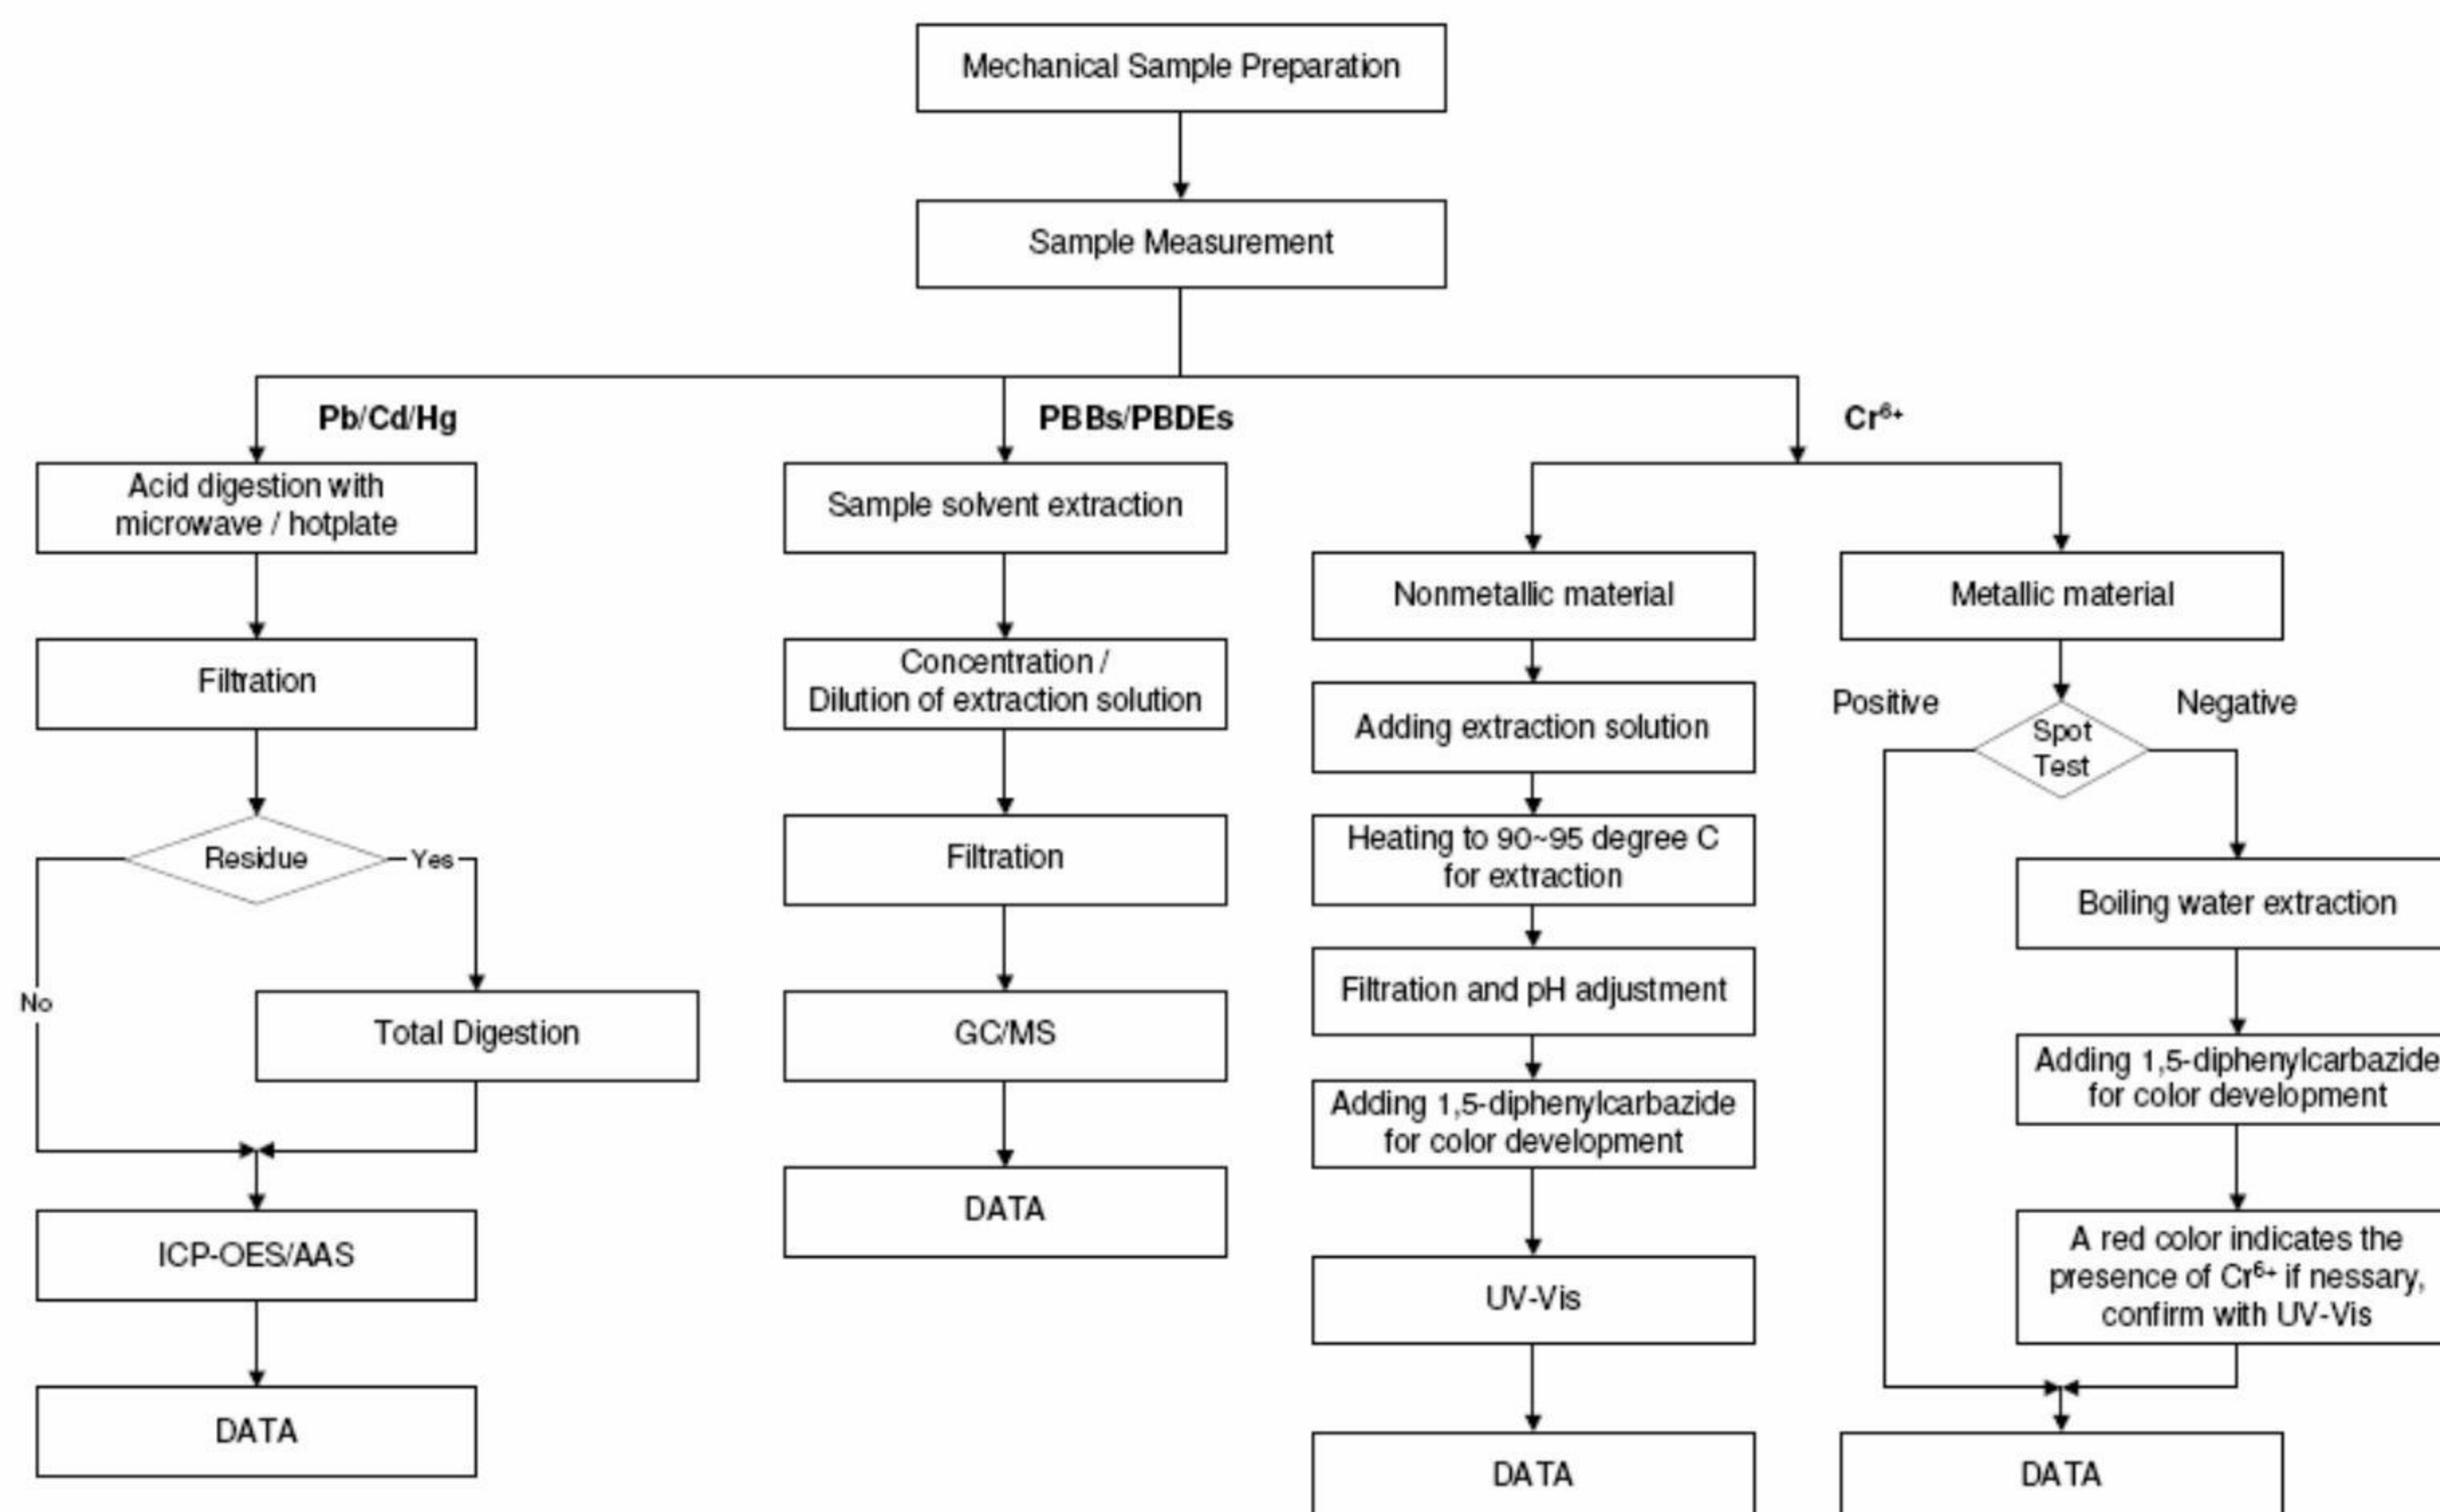 Mechanical Sample Preparation
Sample Measurement
Pb/Cd/Hg
Acid digestion with
microwave / hotplate
Filtration
Residue
Yes
No
Total Digestion
ICP-OES/AAS
DATA
PBBs/PBDEs
Sample solvent extraction
Concentration /
Dilution of extraction solution
Filtration
GC/MS
DATA
Cr⁶⁺
Nonmetallic material
Adding extraction solution
Heating to 90~95 degree C
for extraction
Filtration and pH adjustment
Adding 1,5-diphenylcarbazide
for color development
UV-Vis
DATA
Metallic material
Positive
Negative
Spot
Test
Boiling water extraction
Adding 1,5-diphenylcarbazide
for color development
A red color indicates the
presence of Cr⁶⁺ if nessary,
confirm with UV-Vis
DATA